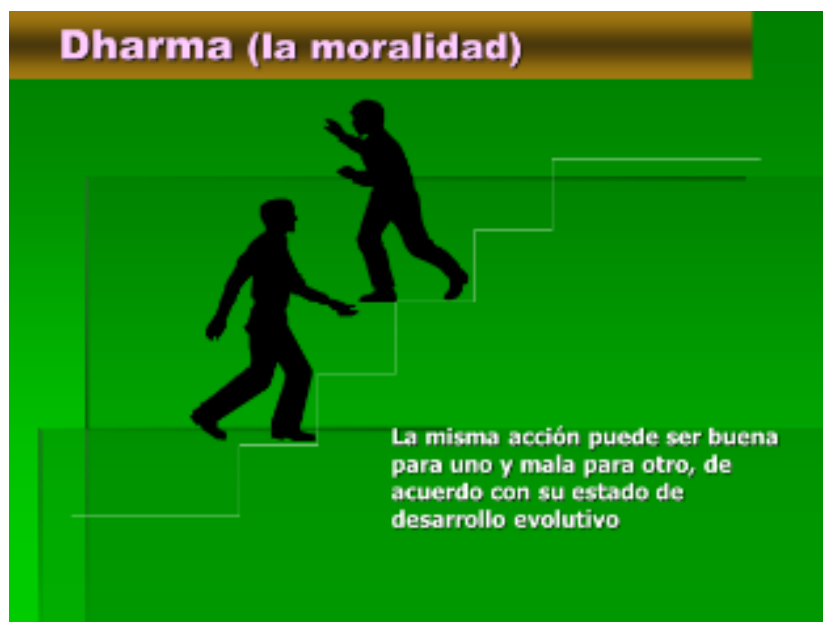 Dharma (la moralidad)
La misma acción puede ser buena
para uno y mala para otro, de
acuerdo con su estado de
desarrollo evolutivo